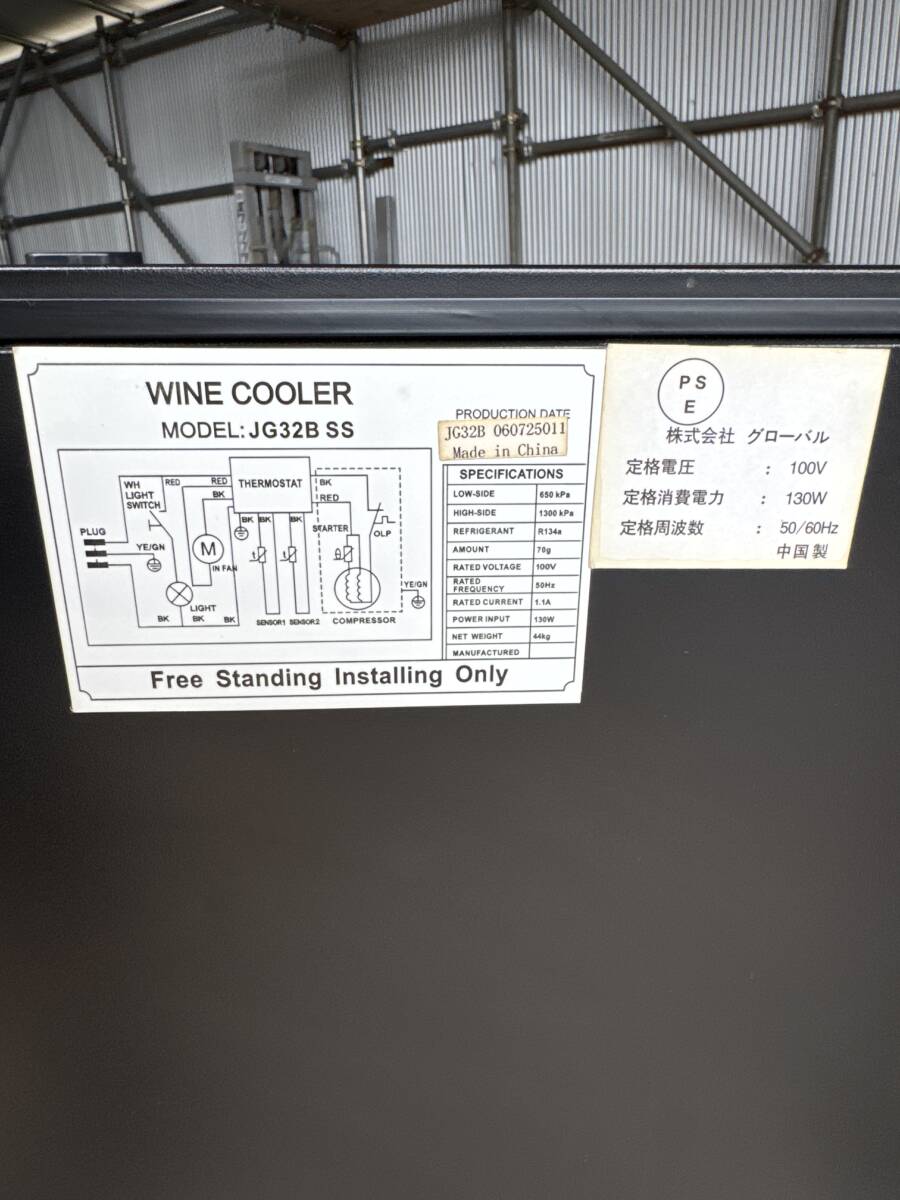 WINE COOLER
MODEL: JG32B SS
PRODUCTION DATE
JG32B 060725011
Made in China
WH
LIGHT
SWITCH
RED
RED
BK
THERMOSTAT
BK
RED
PLUG
YE/GN
M
IN FAN
BK BK BK BK
STARTER
OLP
LIGHT
BK BK BK
SENSOR1 SENSOR2
COMPRESSOR
YE/GN
SPECIFICATIONS
LOW-SIDE 650 kPa
HIGH-SIDE 1300 kPa
REFRIGERANT R134a
AMOUNT 70g
RATED VOLTAGE 100V
RATED FREQUENCY 50Hz
RATED CURRENT 1.1A
POWER INPUT 130W
NET WEIGHT 44kg
MANUFACTURED
Free Standing Installing Only
PS
E
株式会社 グローバル
定格電圧 : 100V
定格消費電力 : 130W
定格周波数 : 50/60Hz
中国製